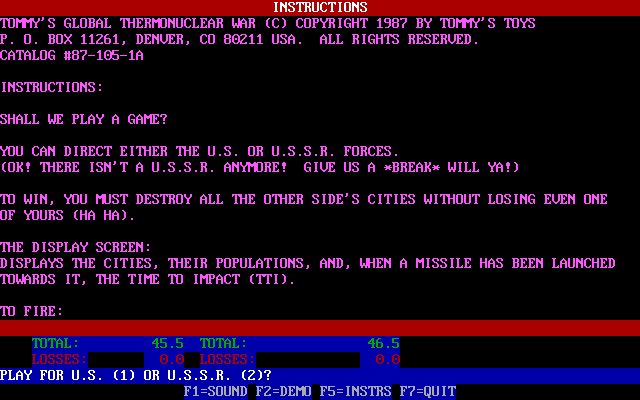 INSTRUCTIONS
TOMMY'S GLOBAL THERMONUCLEAR WAR (C) COPYRIGHT 1987 BY TOMMY'S TOYS
P. O. BOX 11261, DENVER, CO 80211 USA.  ALL RIGHTS RESERVED.
CATALOG #87-105-1A
INSTRUCTIONS:
SHALL WE PLAY A GAME?
YOU CAN DIRECT EITHER THE U.S. OR U.S.S.R. FORCES.
(OK! THERE ISN'T A U.S.S.R. ANYMORE!  GIVE US A *BREAK* WILL YA!)
TO WIN, YOU MUST DESTROY ALL THE OTHER SIDE'S CITIES WITHOUT LOSING EVEN ONE
OF YOURS (HA HA).
THE DISPLAY SCREEN:
DISPLAYS THE CITIES, THEIR POPULATIONS, AND, WHEN A MISSILE HAS BEEN LAUNCHED
TOWARDS IT, THE TIME TO IMPACT (TTI).
TO FIRE:
TOTAL: 45.5 TOTAL: 46.5
LOSSES: 0.0 LOSSES: 0.0
PLAY FOR U.S. (1) OR U.S.S.R. (2)?
F1=SOUND F2=DEMO F5=INSTRS F7=QUIT